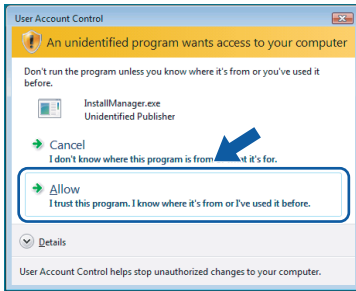 User Account Control
An unidentified program wants access to your computer
Don't run the program unless you know where it's from or you've used it
before.
InstallManager.exe
Unidentified Publisher
Cancel
I don't know where this program is from it's for.
Allow
I trust this program. I know where it's from or I've used it before.
Details
User Account Control helps stop unauthorized changes to your computer.